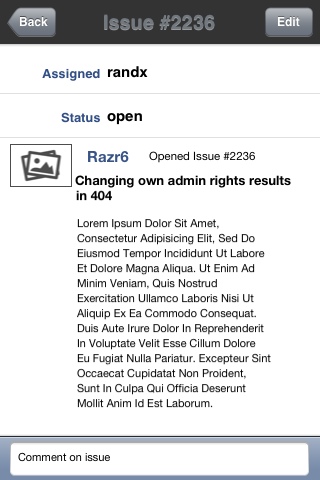 Back
Issue #2236
Edit
Assigned randx
Status open
Razr6 Opened Issue #2236
Changing own admin rights results
in 404
Lorem Ipsum Dolor Sit Amet,
Consectetur Adipisicing Elit, Sed Do
Eiusmod Tempor Incididunt Ut Labore
Et Dolore Magna Aliqua. Ut Enim Ad
Minim Veniam, Quis Nostrud
Exercitation Ullamco Laboris Nisi Ut
Aliquip Ex Ea Commodo Consequat.
Duis Aute Irure Dolor In Reprehenderit
In Voluptate Velit Esse Cillum Dolore
Eu Fugiat Nulla Pariatur. Excepteur Sint
Occaecat Cupidatat Non Proident,
Sunt In Culpa Qui Officia Deserunt
Mollit Anim Id Est Laborum.
Comment on issue